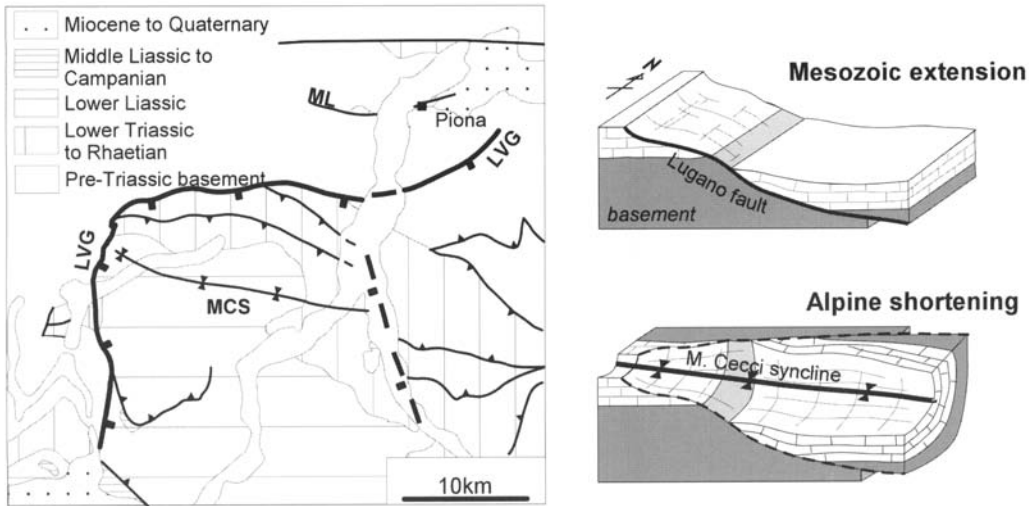 Miocene to Quaternary
Middle Liassic to
Campanian
Lower Liassic
Lower Triassic
to Rhaetian
Pre-Triassic basement
ML
Piona
LVG
LVG
MCS
10km
N
Mesozoic extension
Lugano fault
basement
Alpine shortening
M. Cecci syncline